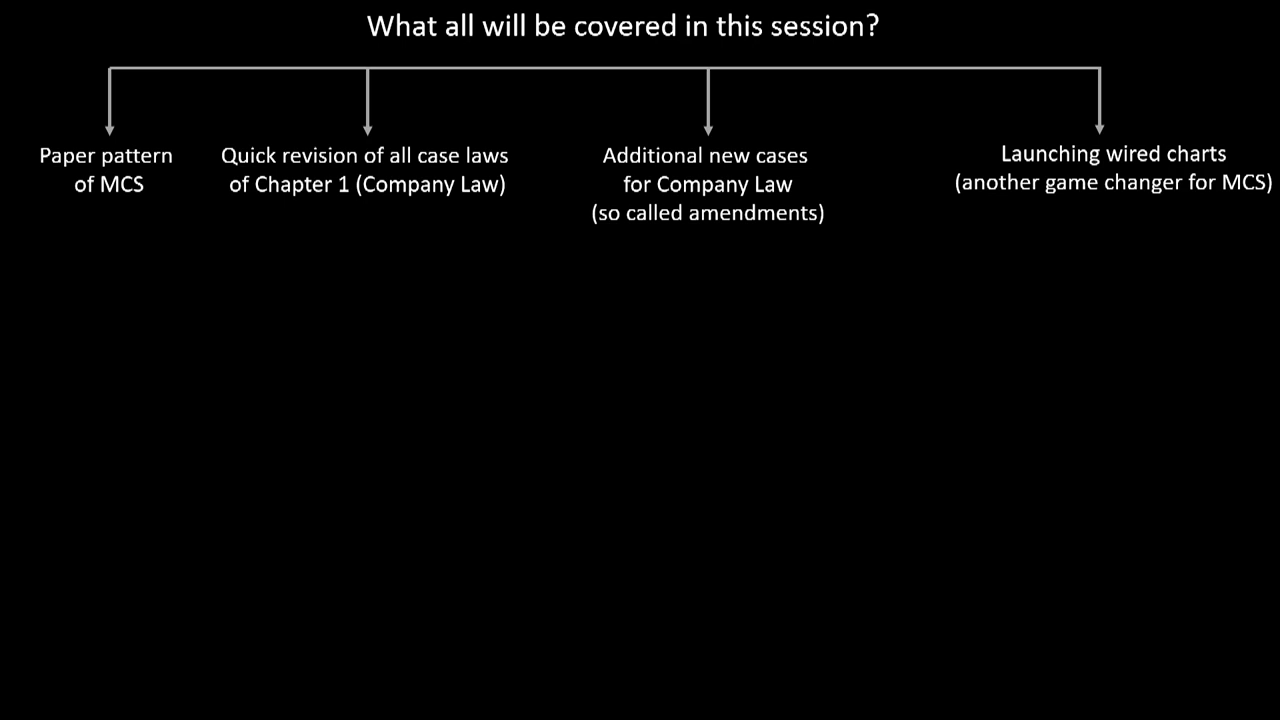 What all will be covered in this session?
Paper pattern
of MCS
Quick revision of all case laws
of Chapter 1 (Company Law)
Additional new cases
for Company Law
(so called amendments)
Launching wired charts
(another game changer for MCS)